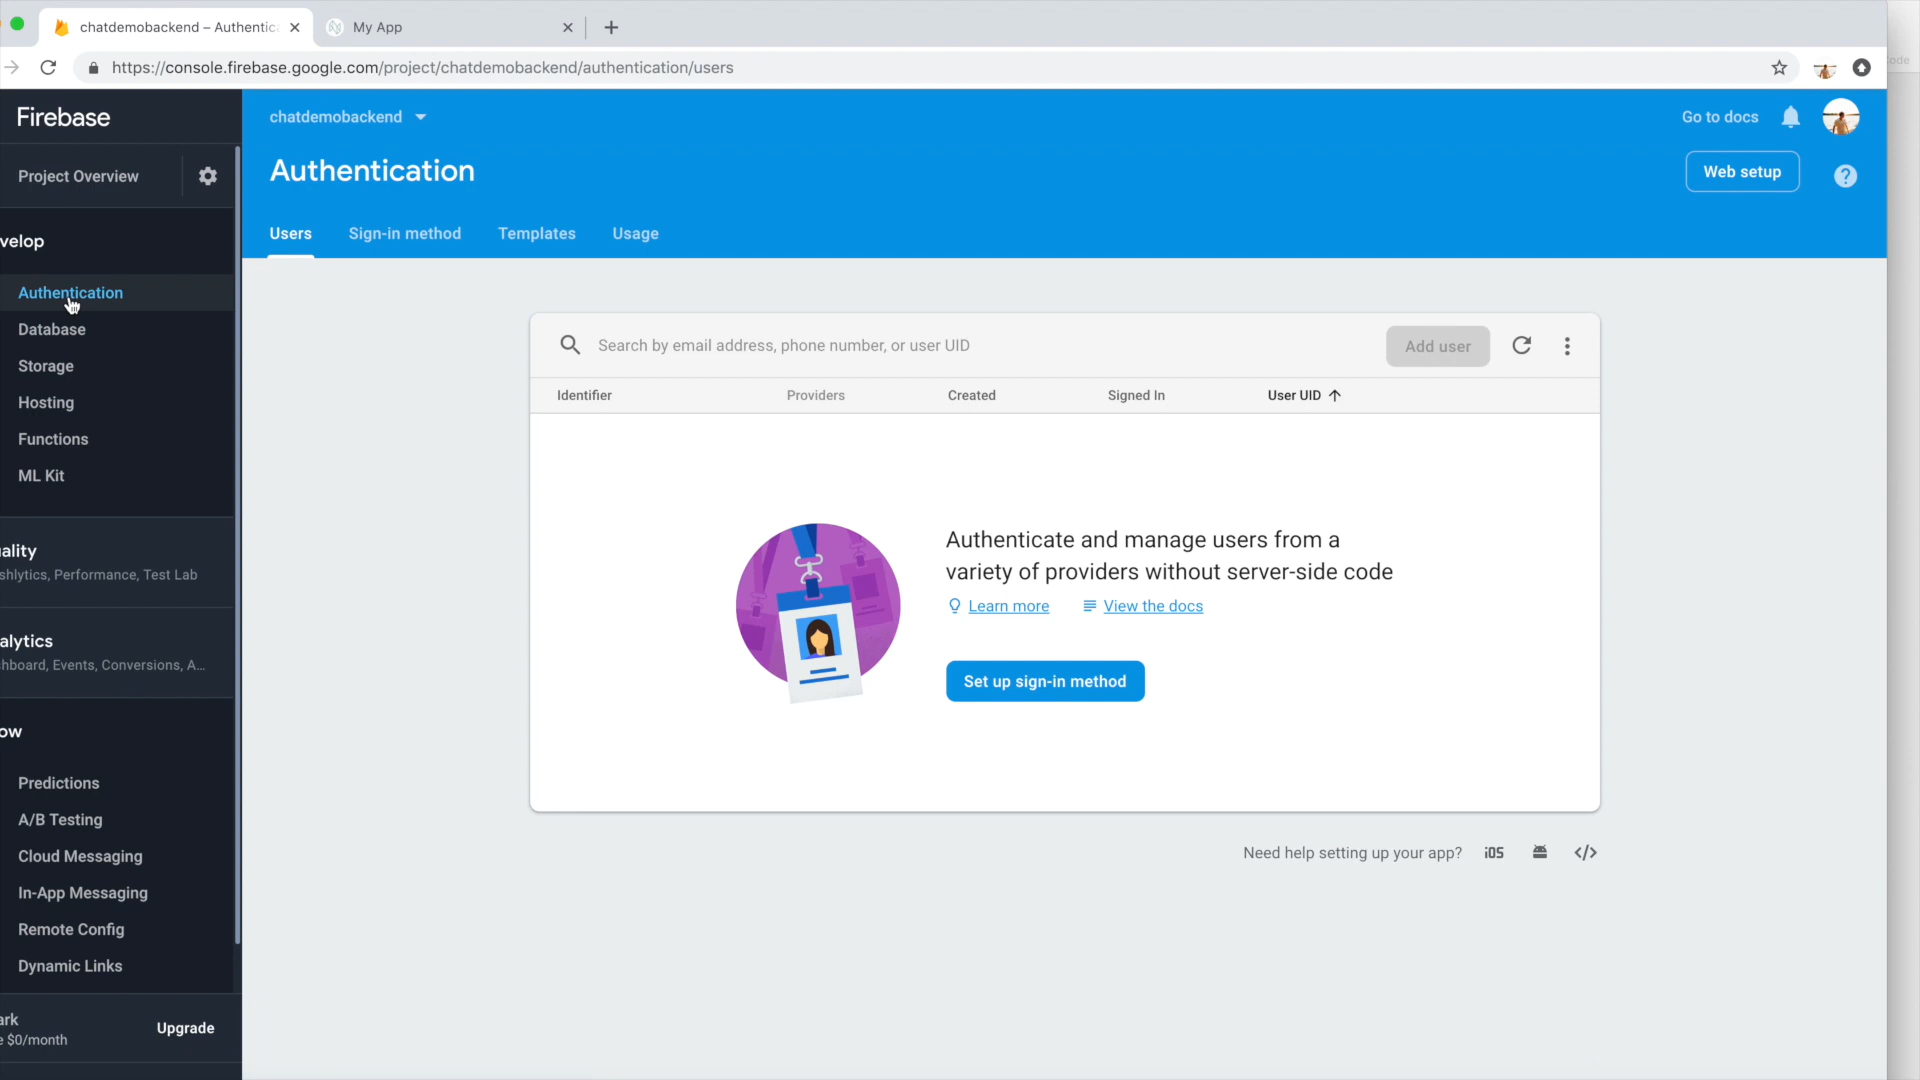 chatdemobackend – Authentic
My App
https://console.firebase.google.com/project/chatdemobackend/authentication/users
ode
Firebase
chatdemobackend
Go to docs
Project Overview
Authentication
Web setup
?
Users
Sign-in method
Templates
Usage
velop
Authentication
Database
Storage
Hosting
Functions
ML Kit
ality
shlytics, Performance, Test Lab
alytics
hboard, Events, Conversions, A...
ow
Predictions
A/B Testing
Cloud Messaging
In-App Messaging
Remote Config
Dynamic Links
ark
e $0/month
Upgrade
Search by email address, phone number, or user UID
Add user
Identifier
Providers
Created
Signed In
User UID
Authenticate and manage users from a
variety of providers without server-side code
Learn more
View the docs
Set up sign-in method
Need help setting up your app?
iOS